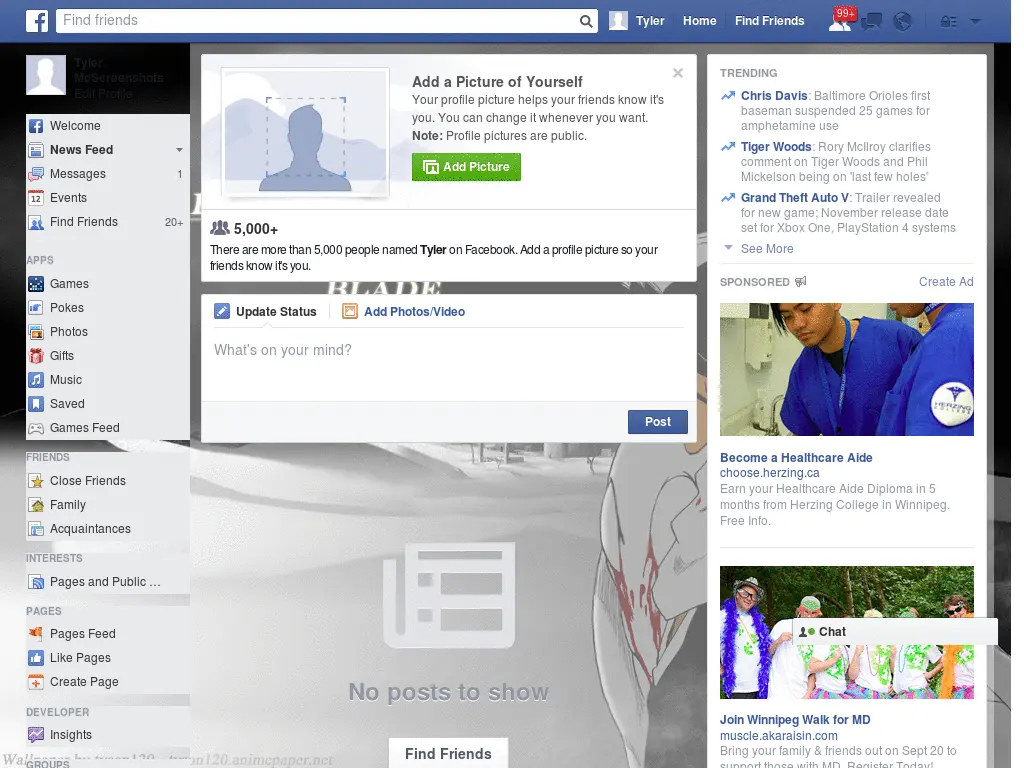 Find friends
Tyler
Home
Find Friends
99+
Tyler
McScreenshots
Edit Profile
Welcome
News Feed
Messages 1
Events
Find Friends 20+
APPS
Games
Pokes
Photos
Gifts
Music
Saved
Games Feed
FRIENDS
Close Friends
Family
Acquaintances
INTERESTS
Pages and Public ...
PAGES
Pages Feed
Like Pages
Create Page
DEVELOPER
Insights
GROUPS
Add a Picture of Yourself
Your profile picture helps your friends know it's
you. You can change it whenever you want.
Note: Profile pictures are public.
Add Picture
5,000+
There are more than 5,000 people named Tyler on Facebook. Add a profile picture so your
friends know it's you.
BLADE
Update Status
Add Photos/Video
What's on your mind?
Post
No posts to show
Find Friends
TRENDING
Chris Davis: Baltimore Orioles first
baseman suspended 25 games for
amphetamine use
Tiger Woods: Rory McIlroy clarifies
comment on Tiger Woods and Phil
Mickelson being on 'last few holes'
Grand Theft Auto V: Trailer revealed
for new game; November release date
set for Xbox One, PlayStation 4 systems
See More
SPONSORED
Create Ad
HERZING
COLLEGE
Become a Healthcare Aide
choose.herzing.ca
Earn your Healthcare Aide Diploma in 5
months from Herzing College in Winnipeg.
Free Info.
Chat
Join Winnipeg Walk for MD
muscle.akaraisin.com
Bring your family & friends out on Sept 20 to
support those with MD. Register Today!